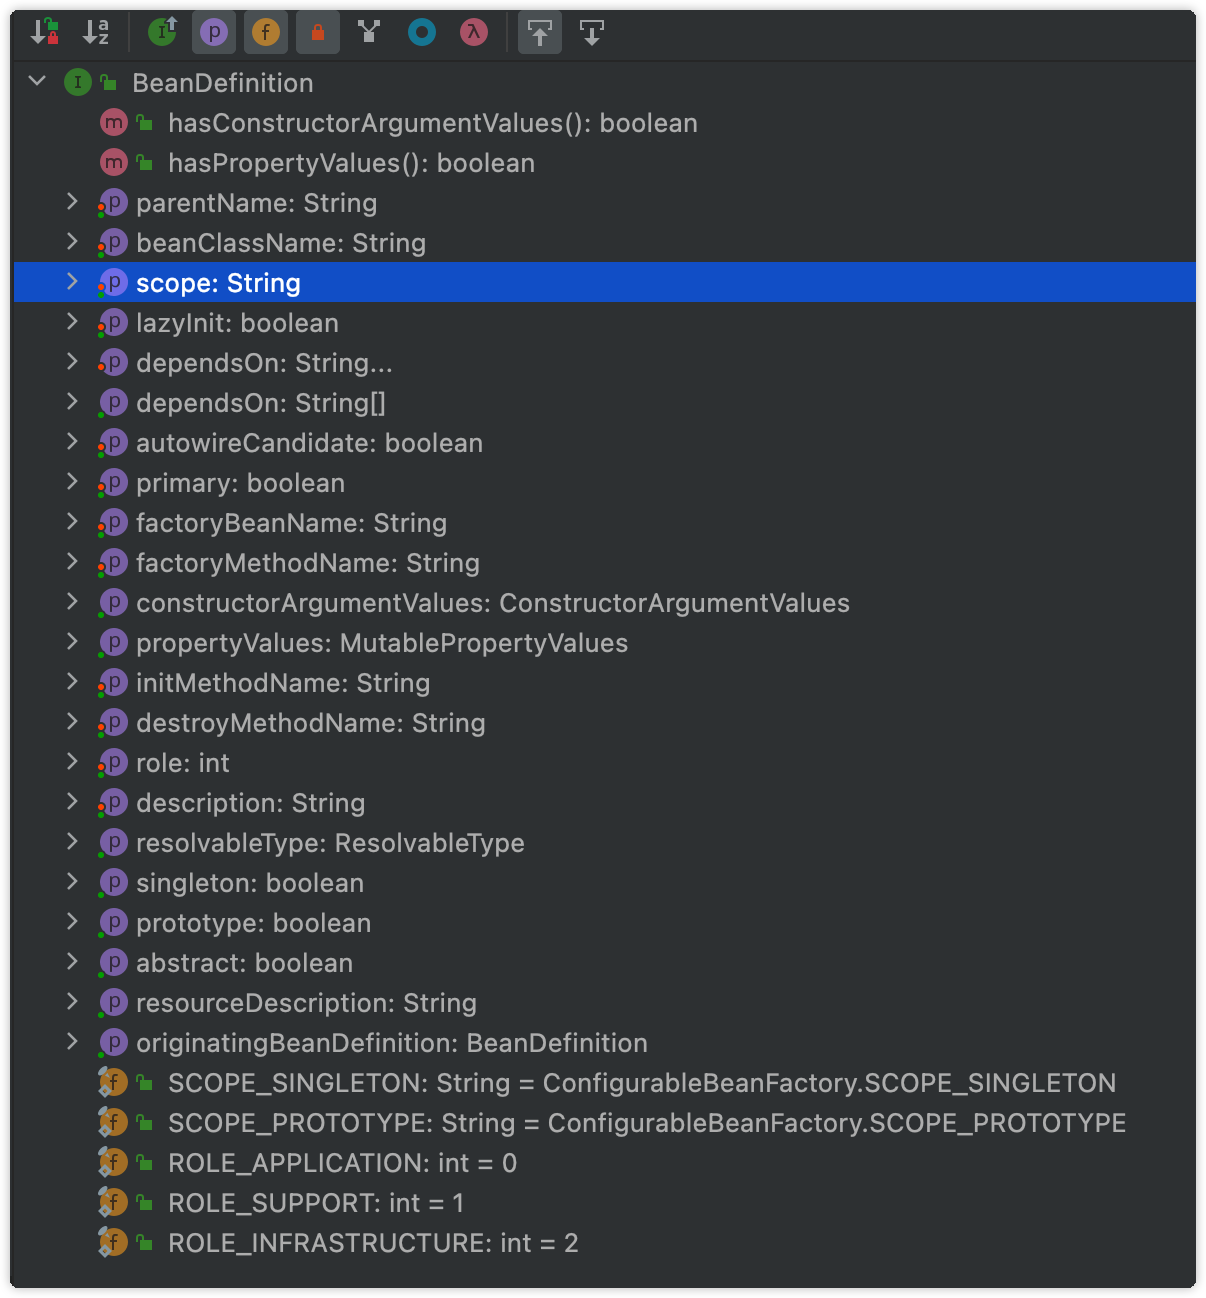 BeanDefinition
hasConstructorArgumentValues(): boolean
hasPropertyValues(): boolean
parentName: String
beanClassName: String
scope: String
lazyInit: boolean
dependsOn: String...
dependsOn: String[]
autowireCandidate: boolean
primary: boolean
factoryBeanName: String
factoryMethodName: String
constructorArgumentValues: ConstructorArgumentValues
propertyValues: MutablePropertyValues
initMethodName: String
destroyMethodName: String
role: int
description: String
resolvableType: ResolvableType
singleton: boolean
prototype: boolean
abstract: boolean
resourceDescription: String
originatingBeanDefinition: BeanDefinition
SCOPE_SINGLETON: String = ConfigurableBeanFactory.SCOPE_SINGLETON
SCOPE_PROTOTYPE: String = ConfigurableBeanFactory.SCOPE_PROTOTYPE
ROLE_APPLICATION: int = 0
ROLE_SUPPORT: int = 1
ROLE_INFRASTRUCTURE: int = 2